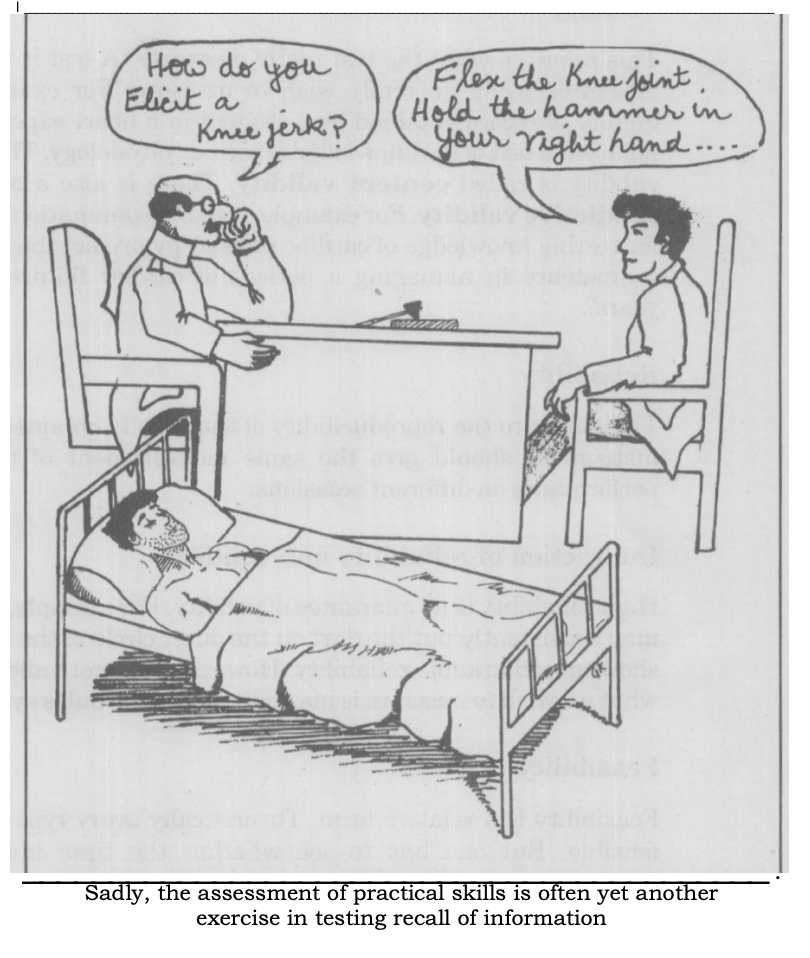 How do you
Elicit a
Knee jerk?
Flex the Knee joint.
Hold the hammer in
your right hand.....
Sadly, the assessment of practical skills is often yet another
exercise in testing recall of information